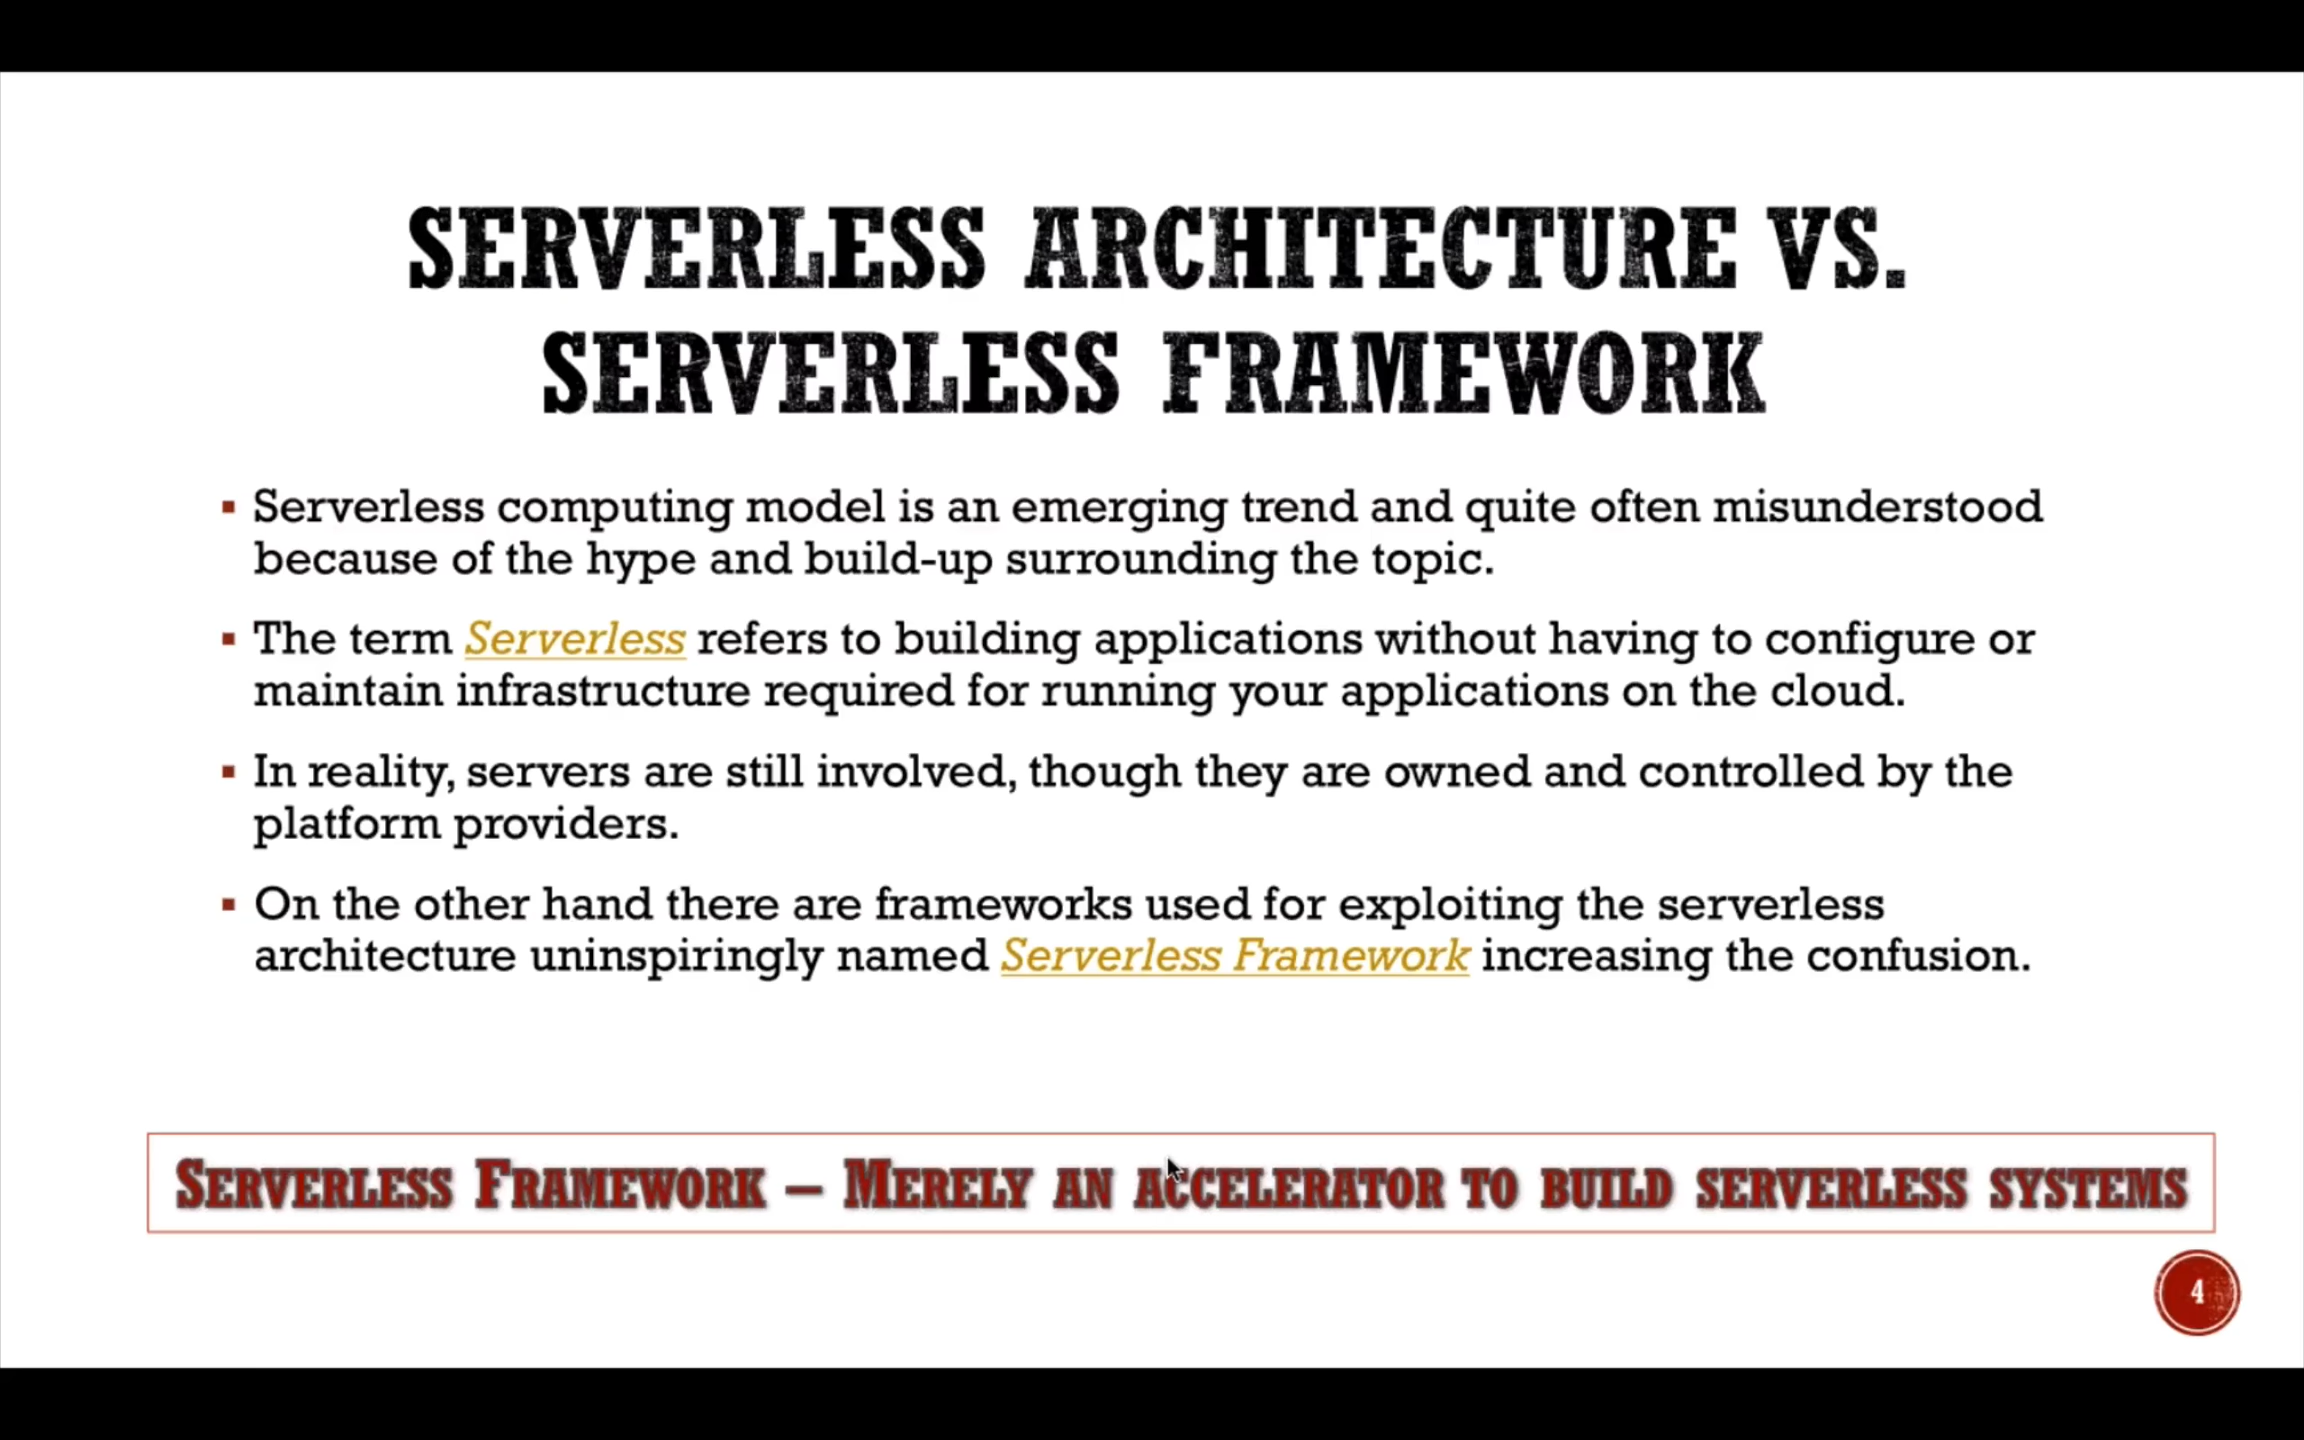 SERVERLESS ARCHITECTURE VS.
SERVERLESS FRAMEWORK
▪ Serverless computing model is an emerging trend and quite often misunderstood
because of the hype and build-up surrounding the topic.
▪ The term Serverless refers to building applications without having to configure or
maintain infrastructure required for running your applications on the cloud.
▪ In reality, servers are still involved, though they are owned and controlled by the
platform providers.
▪ On the other hand there are frameworks used for exploiting the serverless
architecture uninspiringly named Serverless Framework increasing the confusion.
SERVERLESS FRAMEWORK – MERELY AN ACCELERATOR TO BUILD SERVERLESS SYSTEMS
4